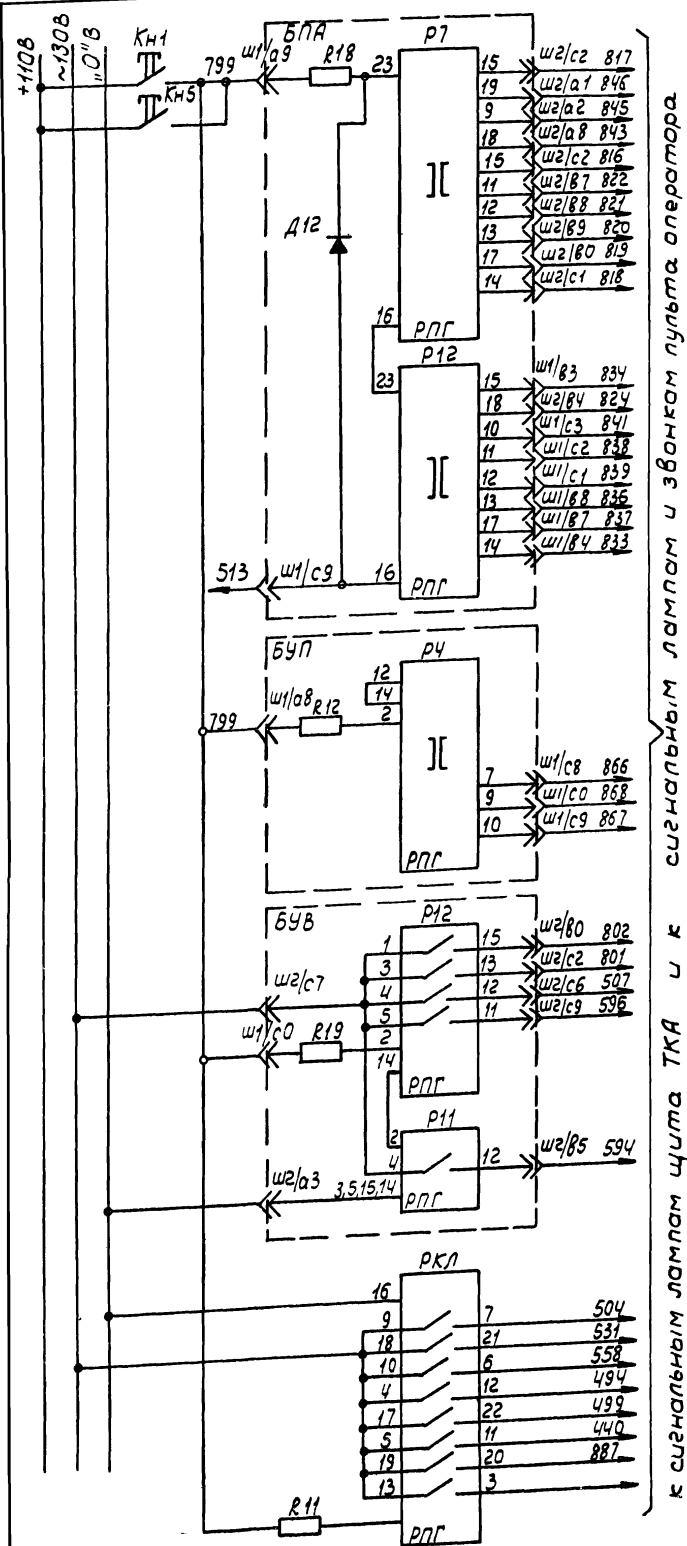 +110В
~130В
„О"В
Кн1
Кн5
799
БПА
ш1/а9
R18
Д12
Р7
23
16
РПГ
15 ш2/с2 817
19 ш2/а1 846
9 ш2/а2 845
18 ш2/а8 843
15 ш2/с2 816
11 ш2/в7 822
12 ш2/в8 821
13 ш2/в9 820
17 ш2/в0 819
14 ш2/с1 818
Р12
23
16
РПГ
15 ш1/в3 834
18 ш2/в4 824
10 ш1/с3 841
11 ш1/с2 838
12 ш1/с1 839
13 ш1/в8 836
17 ш1/в7 837
14 ш1/в4 833
513
ш1/с9
БУП
799
ш1/а8
R12
Р4
12
14
2
РПГ
7 ш1/с8 866
9 ш1/с0 868
10 ш1/с9 867
БУВ
ш2/с7
ш1/с0
R19
ш2/а3
Р12
1
3
4
5
2
14
РПГ
15 ш2/в0 802
13 ш2/с2 801
12 ш2/с6 507
11 ш2/с9 596
Р11
2
4
3,5,15,14
РПГ
12 ш2/в5 594
РКЛ
16
9 7 504
18 21 531
10 6 558
4 12 494
17 22 499
5 11 440
19 20 887
13 3
R11
РПГ
к сигнальным лампам щита ТКА и к сигнальным лампам и звонкам пульта оператора